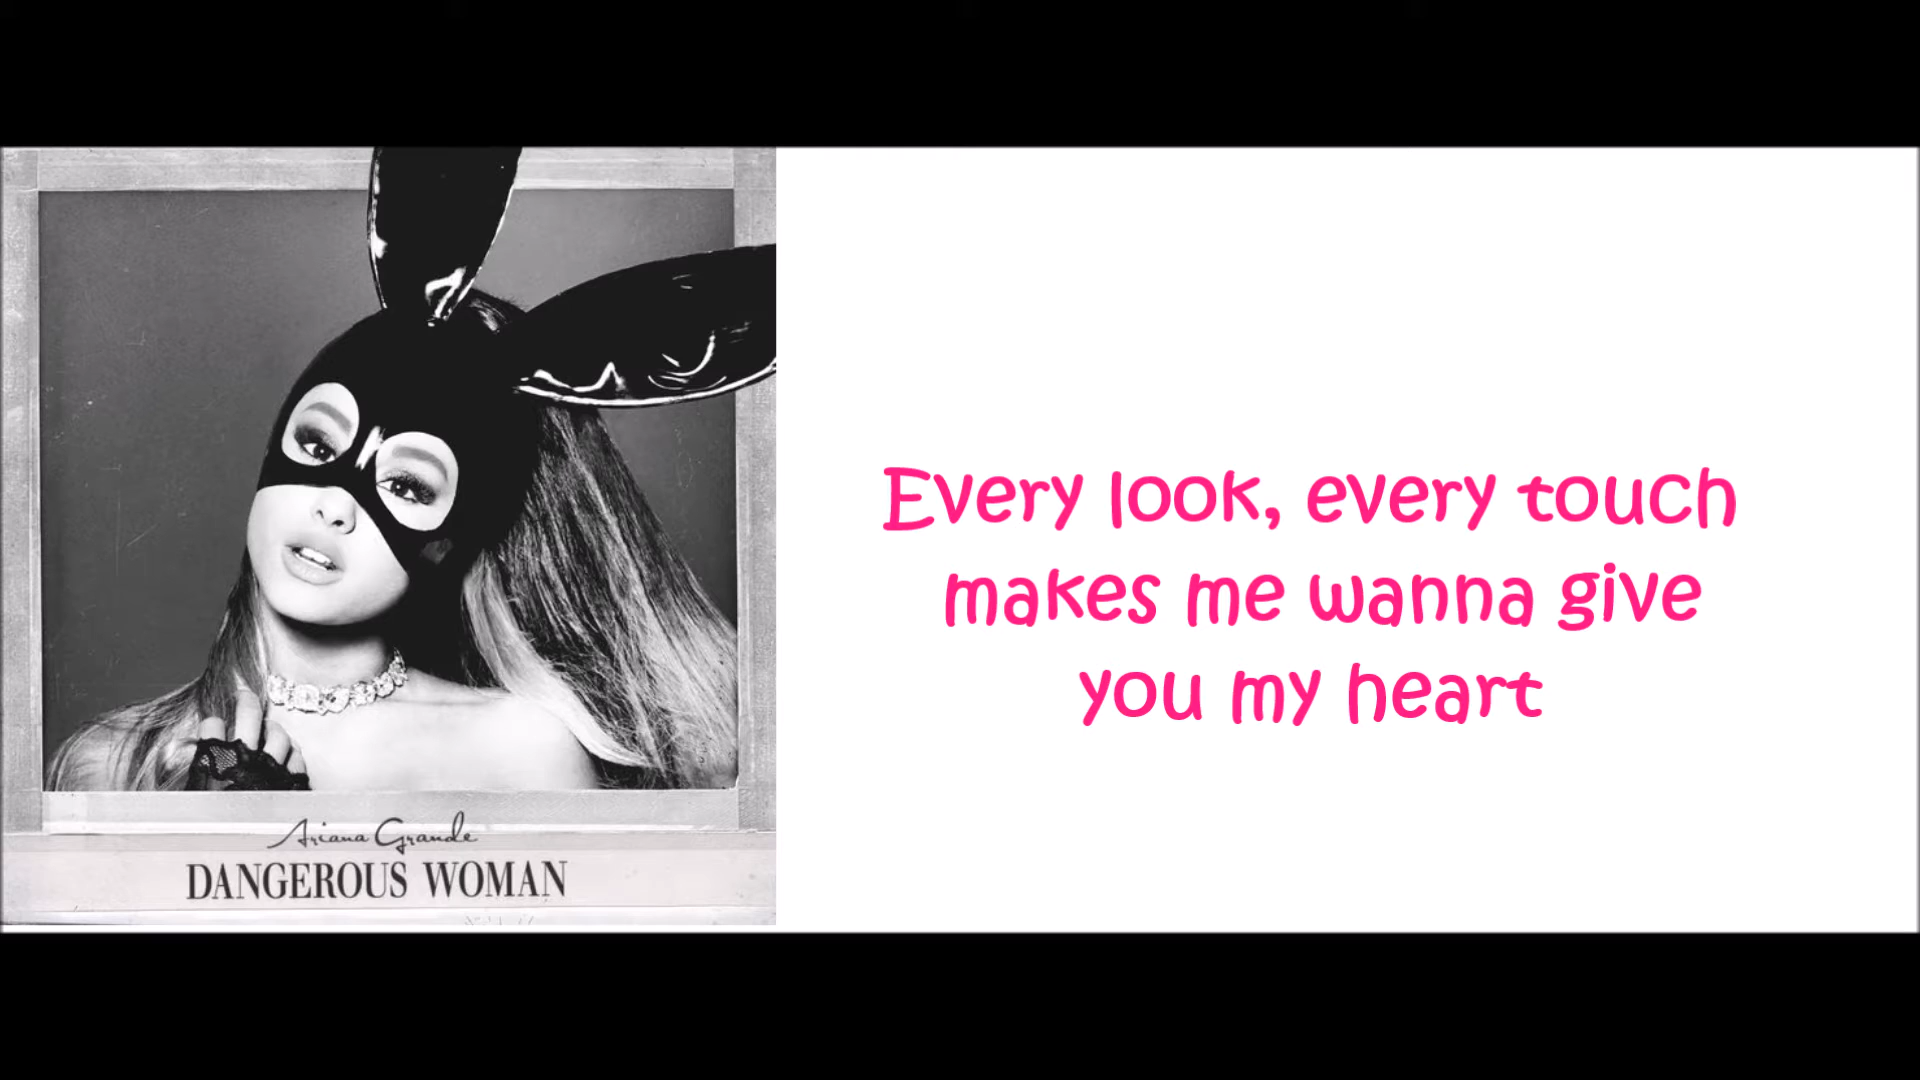 Ariana Grande
DANGEROUS WOMAN
Every look, every touch
makes me wanna give
you my heart